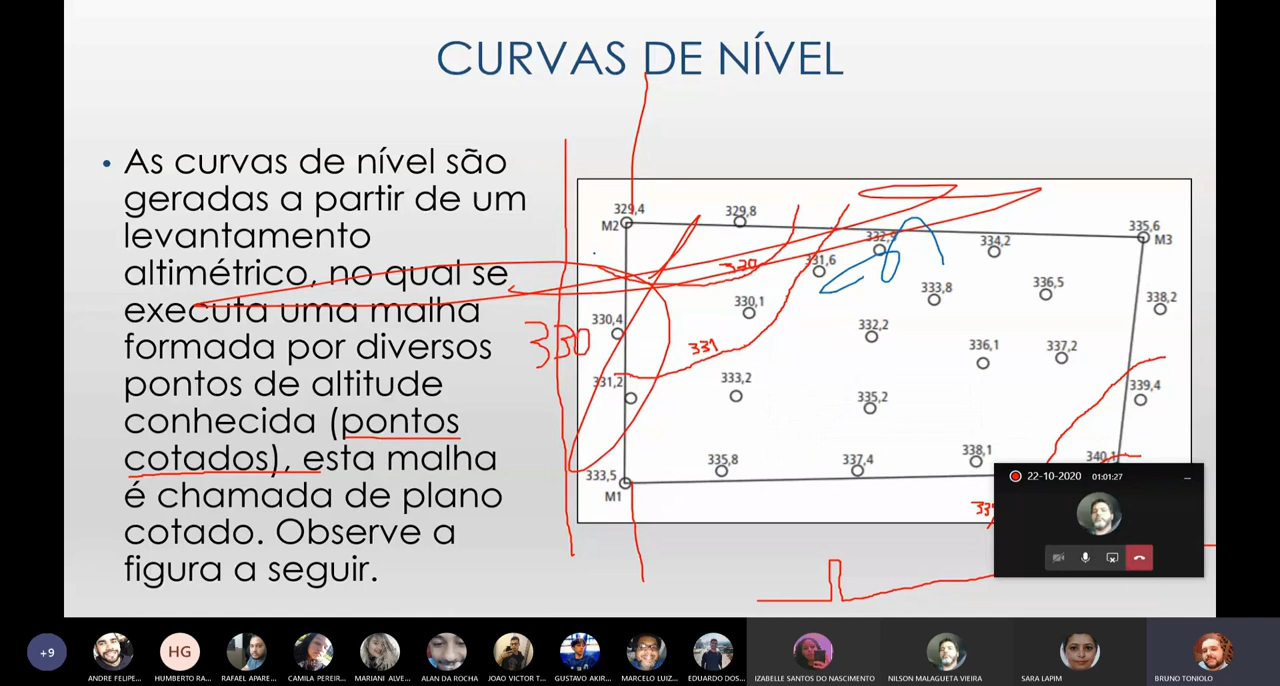 CURVAS DE NÍVEL
• As curvas de nível são
geradas a partir de um
levantamento
altimétrico, no qual se
executa uma malha
formada por diversos
pontos de altitude
conhecida (pontos
cotados), esta malha
é chamada de plano
cotado. Observe a
figura a seguir.
329,4
M2
329,8
335,6
M3
332,9
334,2
331,6
330
336,5
333,8
338,2
330,1
330,4
330
332,2
331
336,1
337,2
331,2
333,2
335,2
339,4
333,5
M1
335,8
337,4
338,1
340,1
22-10-2020
01:01:27
+9
HG
ANDRE FELIPE...
HUMBERTO RA...
RAFAEL APARE...
CAMILA PEREIR...
MARIANI ALVE...
ALAN DA ROCHA
JOAO VICTOR T...
GUSTAVO AKIR...
MARCELO LUIZ...
EDUARDO DOS...
IZABELLE SANTOS DO NASCIMENTO
NILSON MALAGUETA VIEIRA
SARA LAPIM
BRUNO TONIOLO